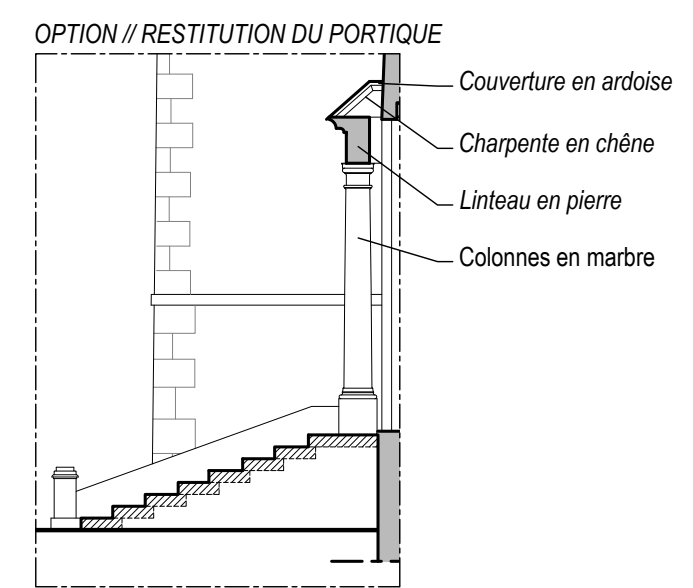 OPTION // RESTITUTION DU PORTIQUE
Couverture en ardoise
Charpente en chêne
Linteau en pierre
Colonnes en marbre